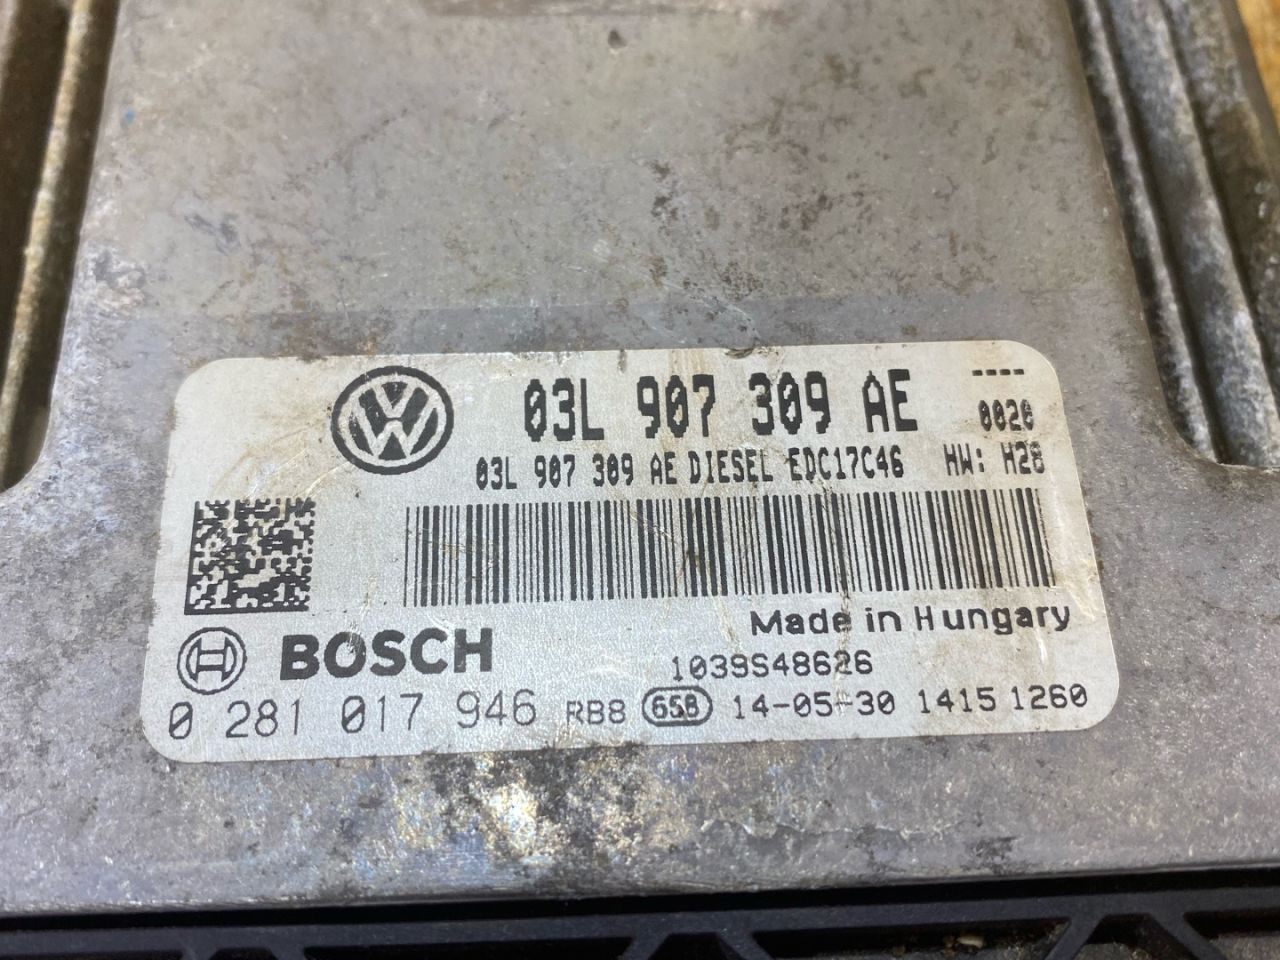 03L 907 309 AE ----
0020
03L 907 309 AE DIESEL EDC17C46 HW: H28
Made in Hungary
BOSCH
1039S48626
0 281 017 946 RB8 658 14-05-30 1415 1260